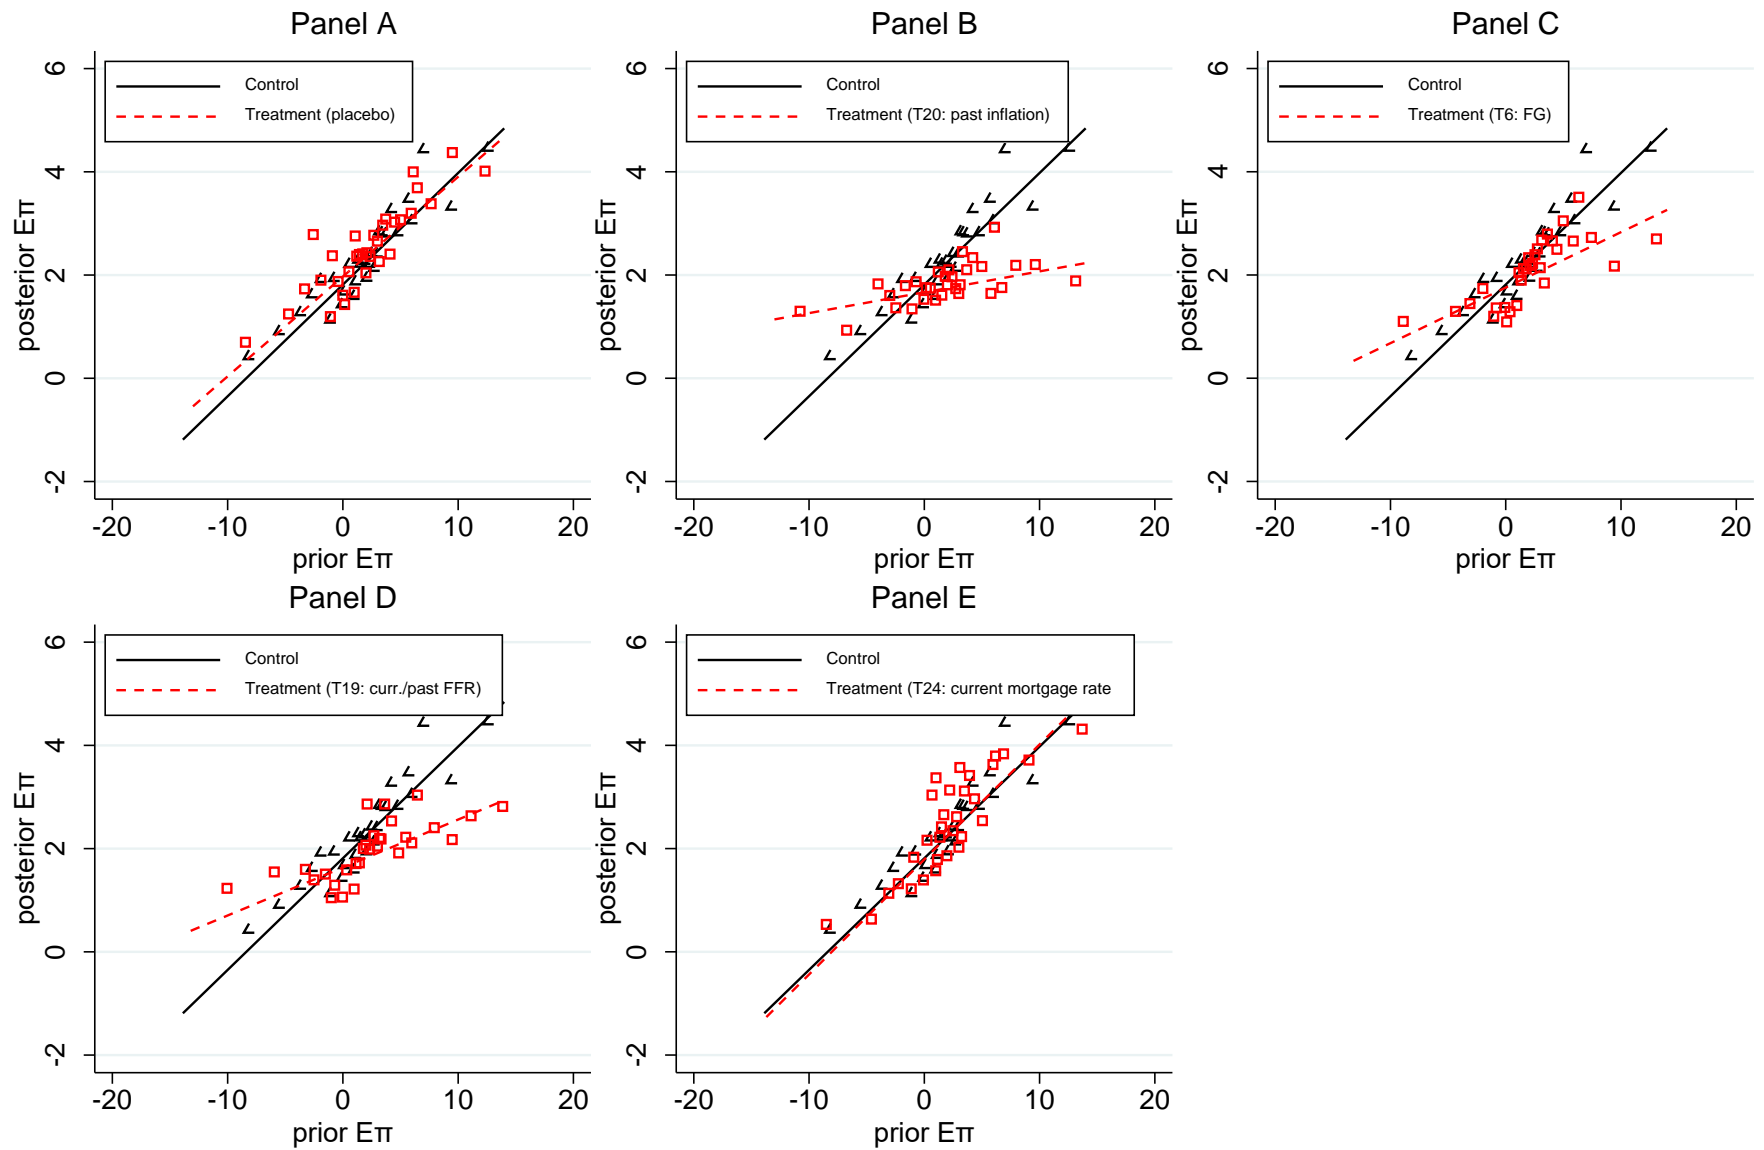 Panel A
6
4
2
0
-2
posterior Eπ
Control
Treatment (placebo)
-20 -10 0 10 20
prior Eπ
Panel B
6
4
2
0
-2
posterior Eπ
Control
Treatment (T20: past inflation)
-20 -10 0 10 20
prior Eπ
Panel C
6
4
2
0
-2
posterior Eπ
Control
Treatment (T6: FG)
-20 -10 0 10 20
prior Eπ
Panel D
6
4
2
0
-2
posterior Eπ
Control
Treatment (T19: curr./past FFR)
-20 -10 0 10 20
prior Eπ
Panel E
6
4
2
0
-2
posterior Eπ
Control
Treatment (T24: current mortgage rate
-20 -10 0 10 20
prior Eπ